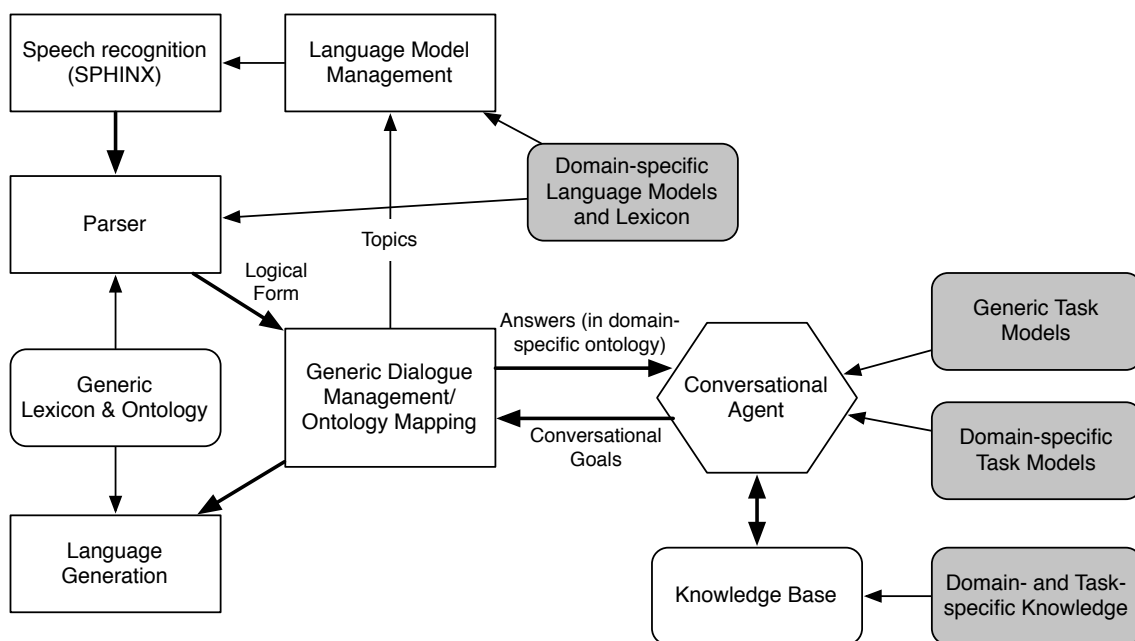 Speech recognition
(SPHINX)
Language Model
Management
Domain-specific
Language Models
and Lexicon
Parser
Topics
Logical
Form
Answers (in domain-
specific ontology)
Generic Task
Models
Generic
Lexicon & Ontology
Generic Dialogue
Management/
Ontology Mapping
Conversational
Agent
Conversational
Goals
Domain-specific
Task Models
Language
Generation
Knowledge Base
Domain- and Task-
specific Knowledge